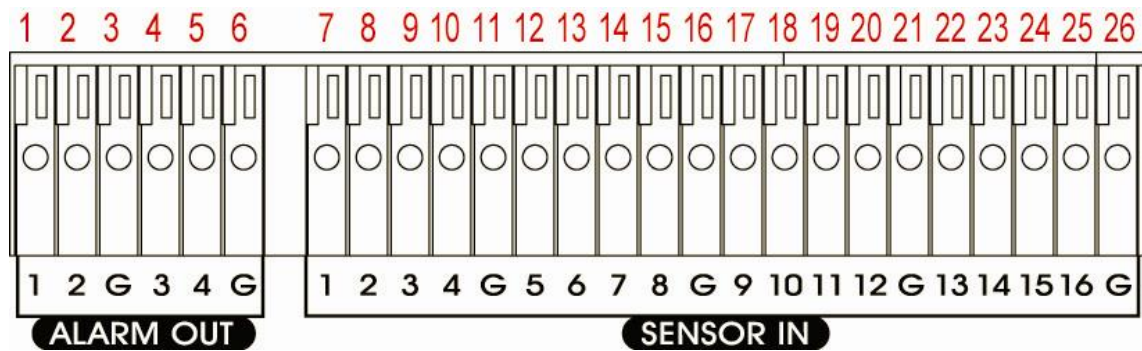 1 2 3 4 5 6 7 8 9 10 11 12 13 14 15 16 17 18 19 20 21 22 23 24 25 26
1 2 G 3 4 G 1 2 3 4 G 5 6 7 8 G 9 10 11 12 G 13 14 15 16 G
ALARM OUT SENSOR IN